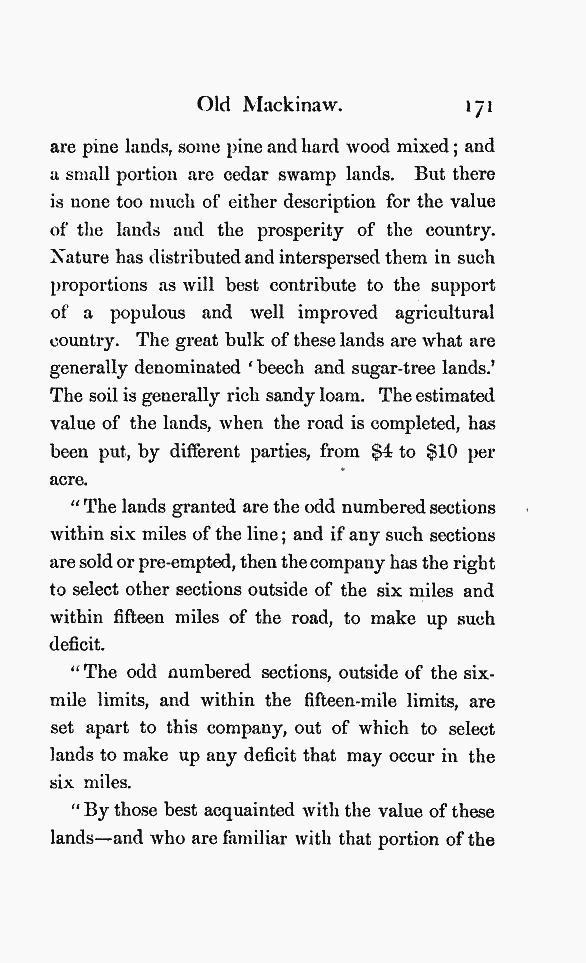 Old Mackinaw. 171
are pine lands, some pine and hard wood mixed; and
a small portion are cedar swamp lands. But there
is none too much of either description for the value
of the lands and the prosperity of the country.
Nature has distributed and interspersed them in such
proportions as will best contribute to the support
of a populous and well improved agricultural
country. The great bulk of these lands are what are
generally denominated ‘beech and sugar-tree lands.’
The soil is generally rich sandy loam. The estimated
value of the lands, when the road is completed, has
been put, by different parties, from $4 to $10 per
acre.
“The lands granted are the odd numbered sections
within six miles of the line; and if any such sections
are sold or pre-empted, then the company has the right
to select other sections outside of the six miles and
within fifteen miles of the road, to make up such
deficit.
“The odd numbered sections, outside of the six-
mile limits, and within the fifteen-mile limits, are
set apart to this company, out of which to select
lands to make up any deficit that may occur in the
six miles.
“By those best acquainted with the value of these
lands—and who are familiar with that portion of the